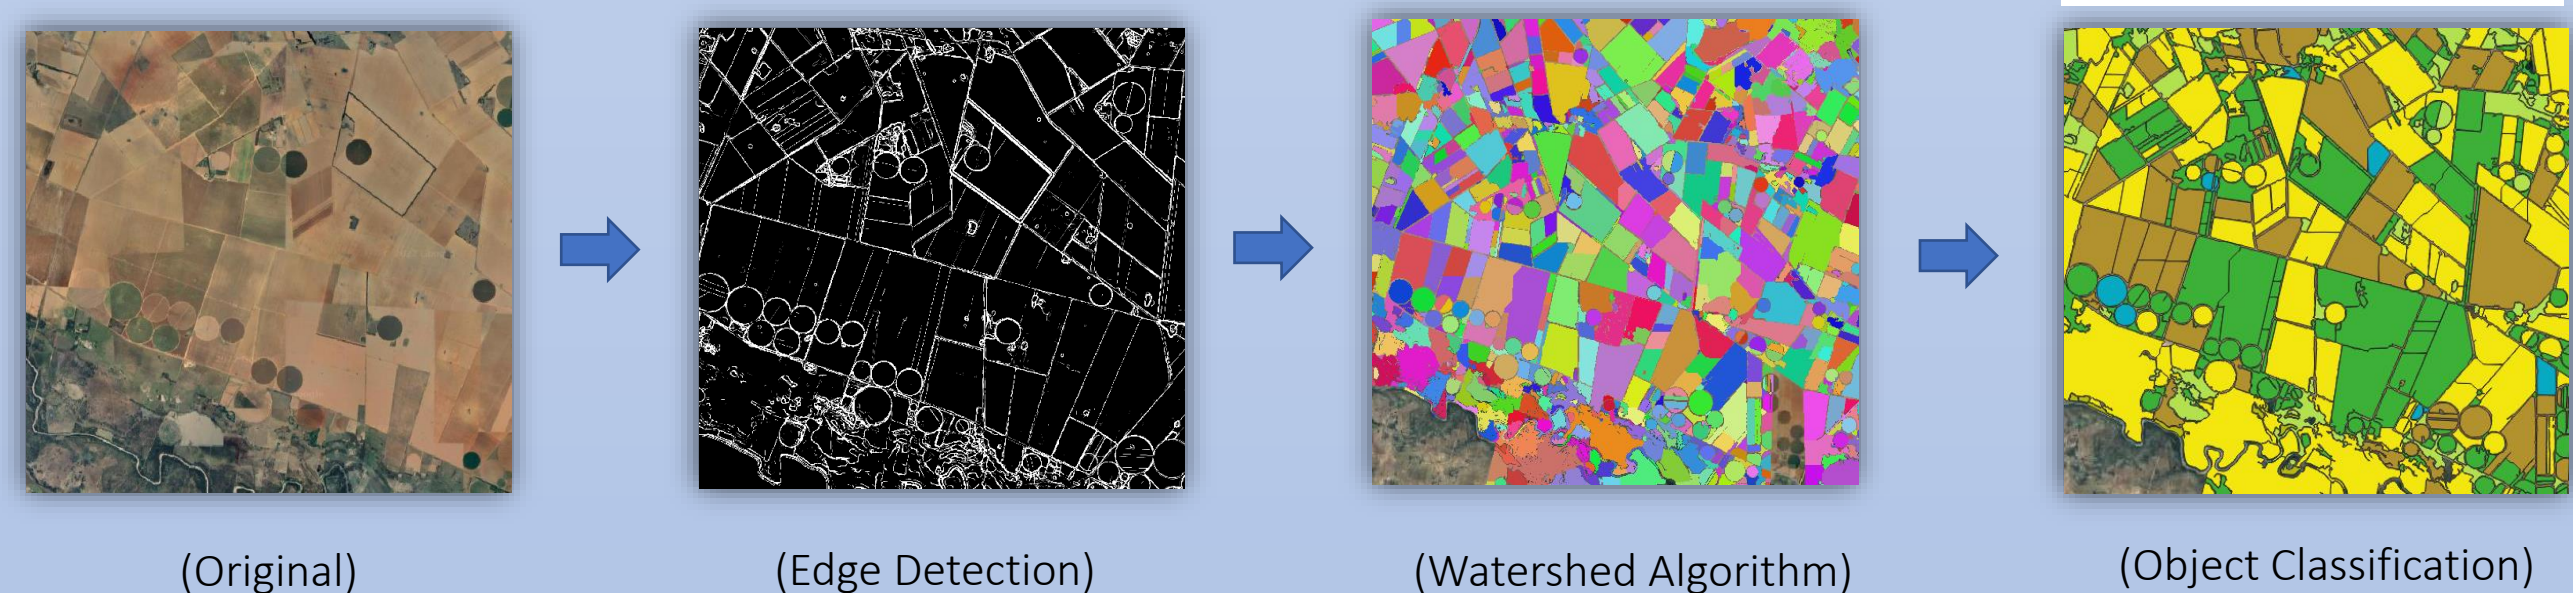 (Original)
(Edge Detection)
(Watershed Algorithm)
(Object Classification)